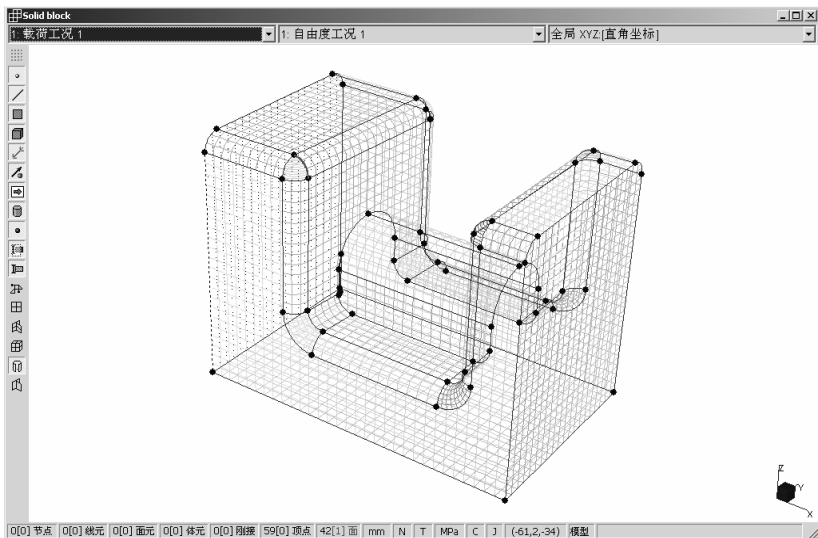 Solid block
1: 载荷工况 1 1: 自由度工况 1 全局 XYZ[直角坐标]
Z
Y
X
0[0] 节点 0[0] 线元 0[0] 面元 0[0] 体元 0[0] 刚接 59[0] 顶点 42[1] 面 mm N T MPa C J (-61,2,-34) 模型